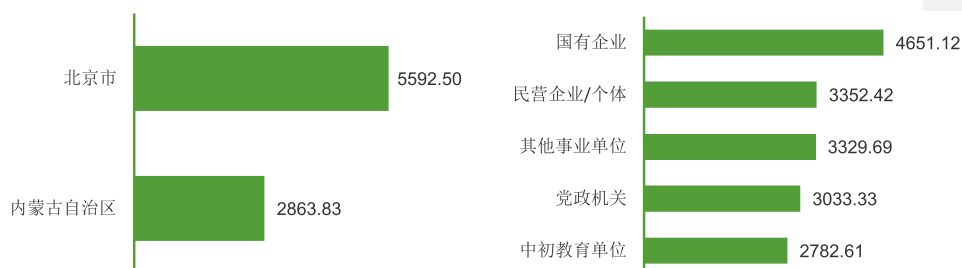 北京市 5592.50
内蒙古自治区 2863.83
国有企业 4651.12
民营企业/个体 3352.42
其他事业单位 3329.69
党政机关 3033.33
中初教育单位 2782.61